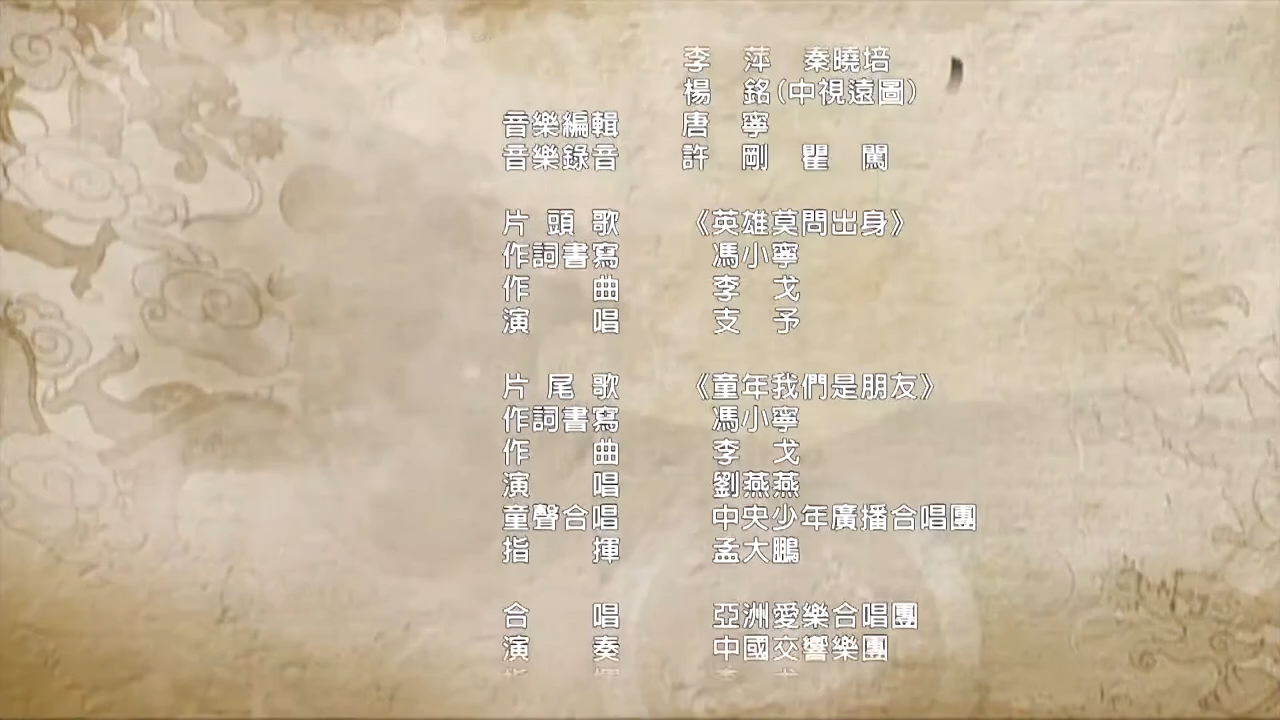 李　萍　秦曉培
楊　銘(中視遠圖)
音樂編輯　唐　寧
音樂錄音　許　剛　瞿　闖
片 頭 歌　《英雄莫問出身》
作詞書寫　馮小寧
作　　曲　李　戈
演　　唱　支　予
片 尾 歌　《童年我們是朋友》
作詞書寫　馮小寧
作　　曲　李　戈
演　　唱　劉燕燕
童聲合唱　中央少年廣播合唱團
指　　揮　孟大鵬
合　　唱　亞洲愛樂合唱團
演　　奏　中國交響樂團